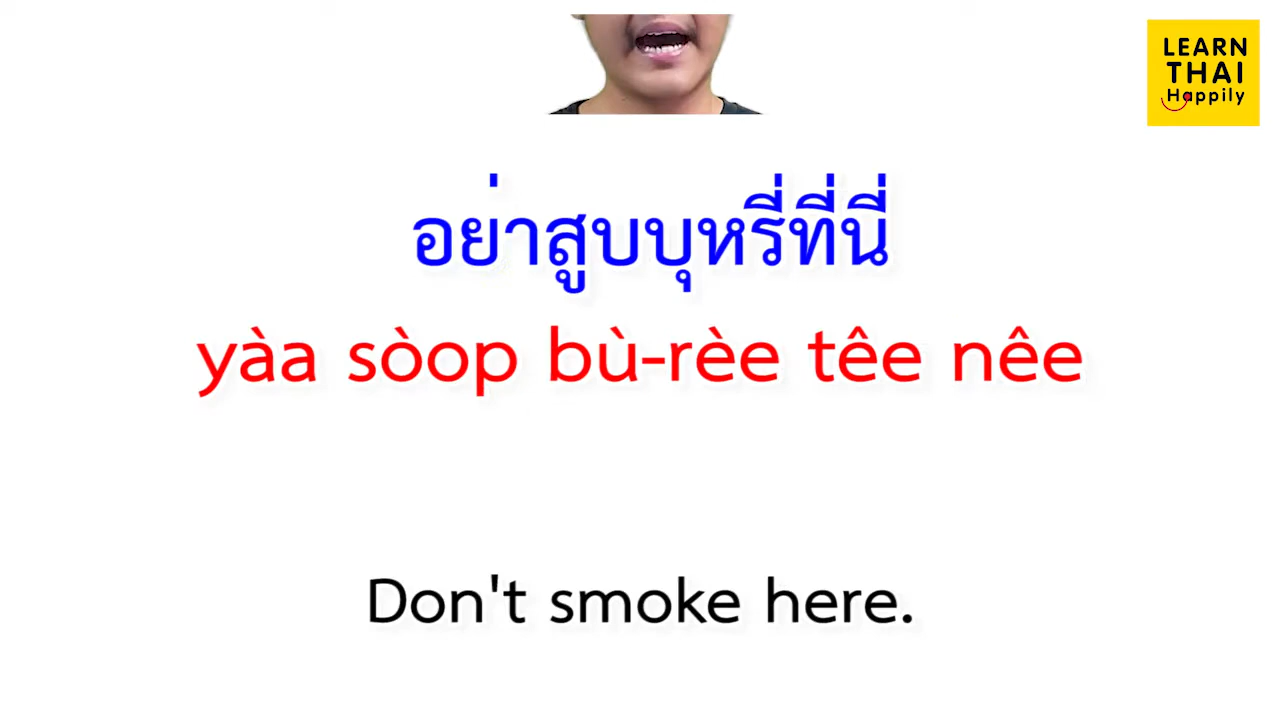 LEARN
THAI
Happily
อย่าสูบบุหรี่ที่นี่
yàa sòop bù-rèe têe nêe
Don't smoke here.